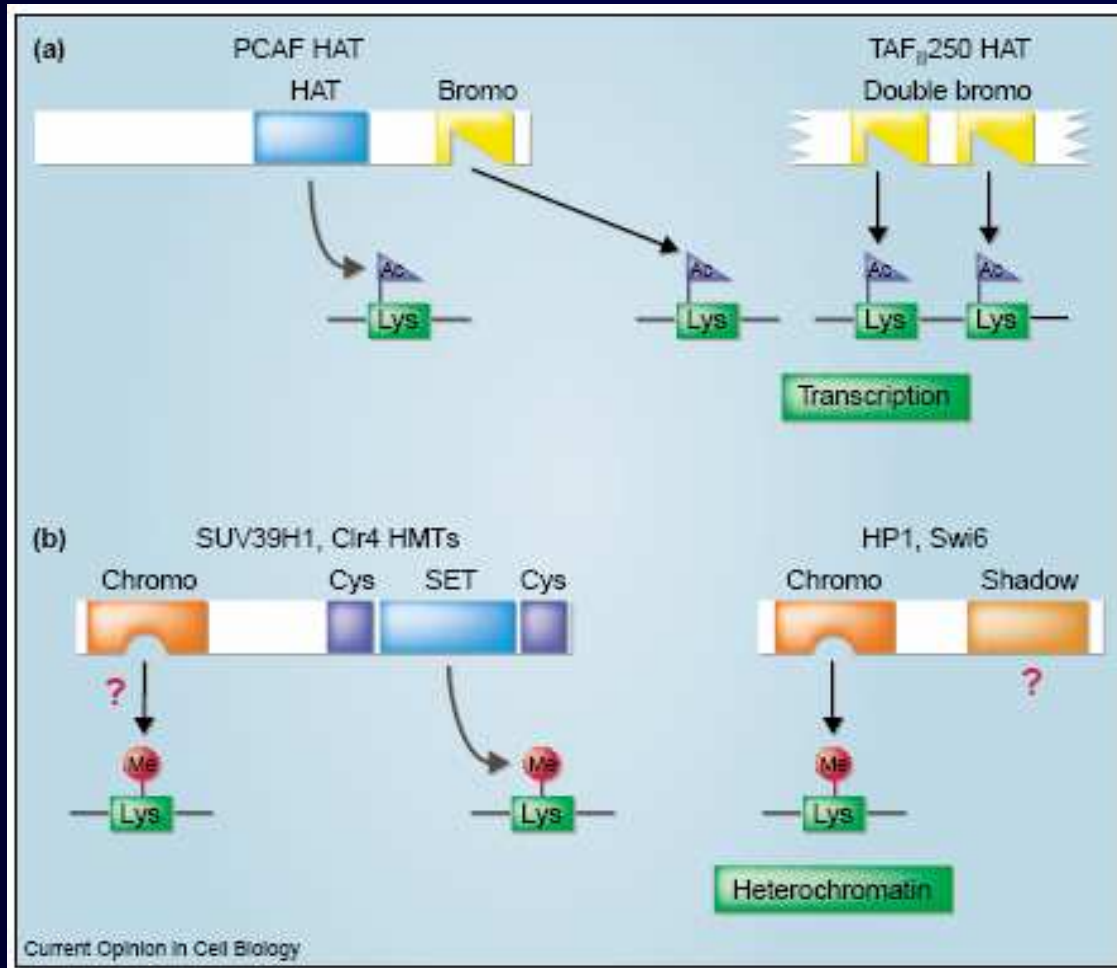 (a) PCAF HAT TAFII250 HAT
HAT Bromo Double bromo
Ac Ac Ac Ac
Lys Lys Lys Lys
Transcription
(b) SUV39H1, Clr4 HMTs HP1, Swi6
Chromo Cys SET Cys Chromo Shadow
? ?
Me Me Me
Lys Lys Lys
Heterochromatin
Current Opinion in Cell Biology